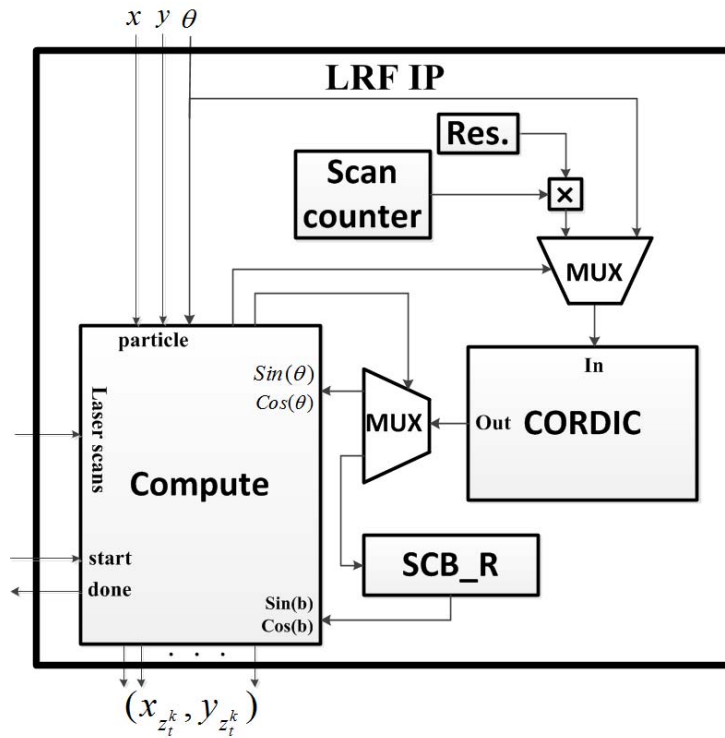 x y θ
LRF IP
Res.
Scan
counter
×
MUX
particle
In
Sin(θ)
Cos(θ)
MUX
Out
CORDIC
Laser scans
Compute
start
done
SCB_R
Sin(b)
Cos(b)
. . .
(x_{z_t^k}, y_{z_t^k})